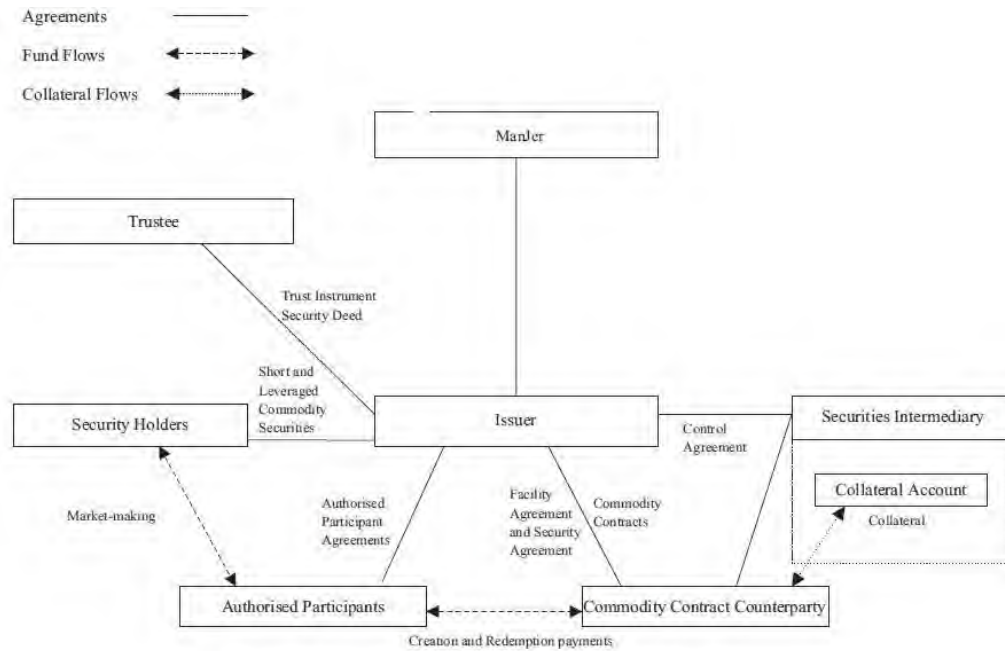 Agreements
Fund Flows
Collateral Flows
ManJer
Trustee
Trust Instrument
Security Deed
Short and
Leveraged
Commodity
Securities
Security Holders
Issuer
Control
Agreement
Securities Intermediary
Collateral Account
Collateral
Market-making
Authorised
Participant
Agreements
Facility
Agreement
and Security
Agreement
Commodity
Contracts
Authorised Participants
Commodity Contract Counterparty
Creation and Redemption payments